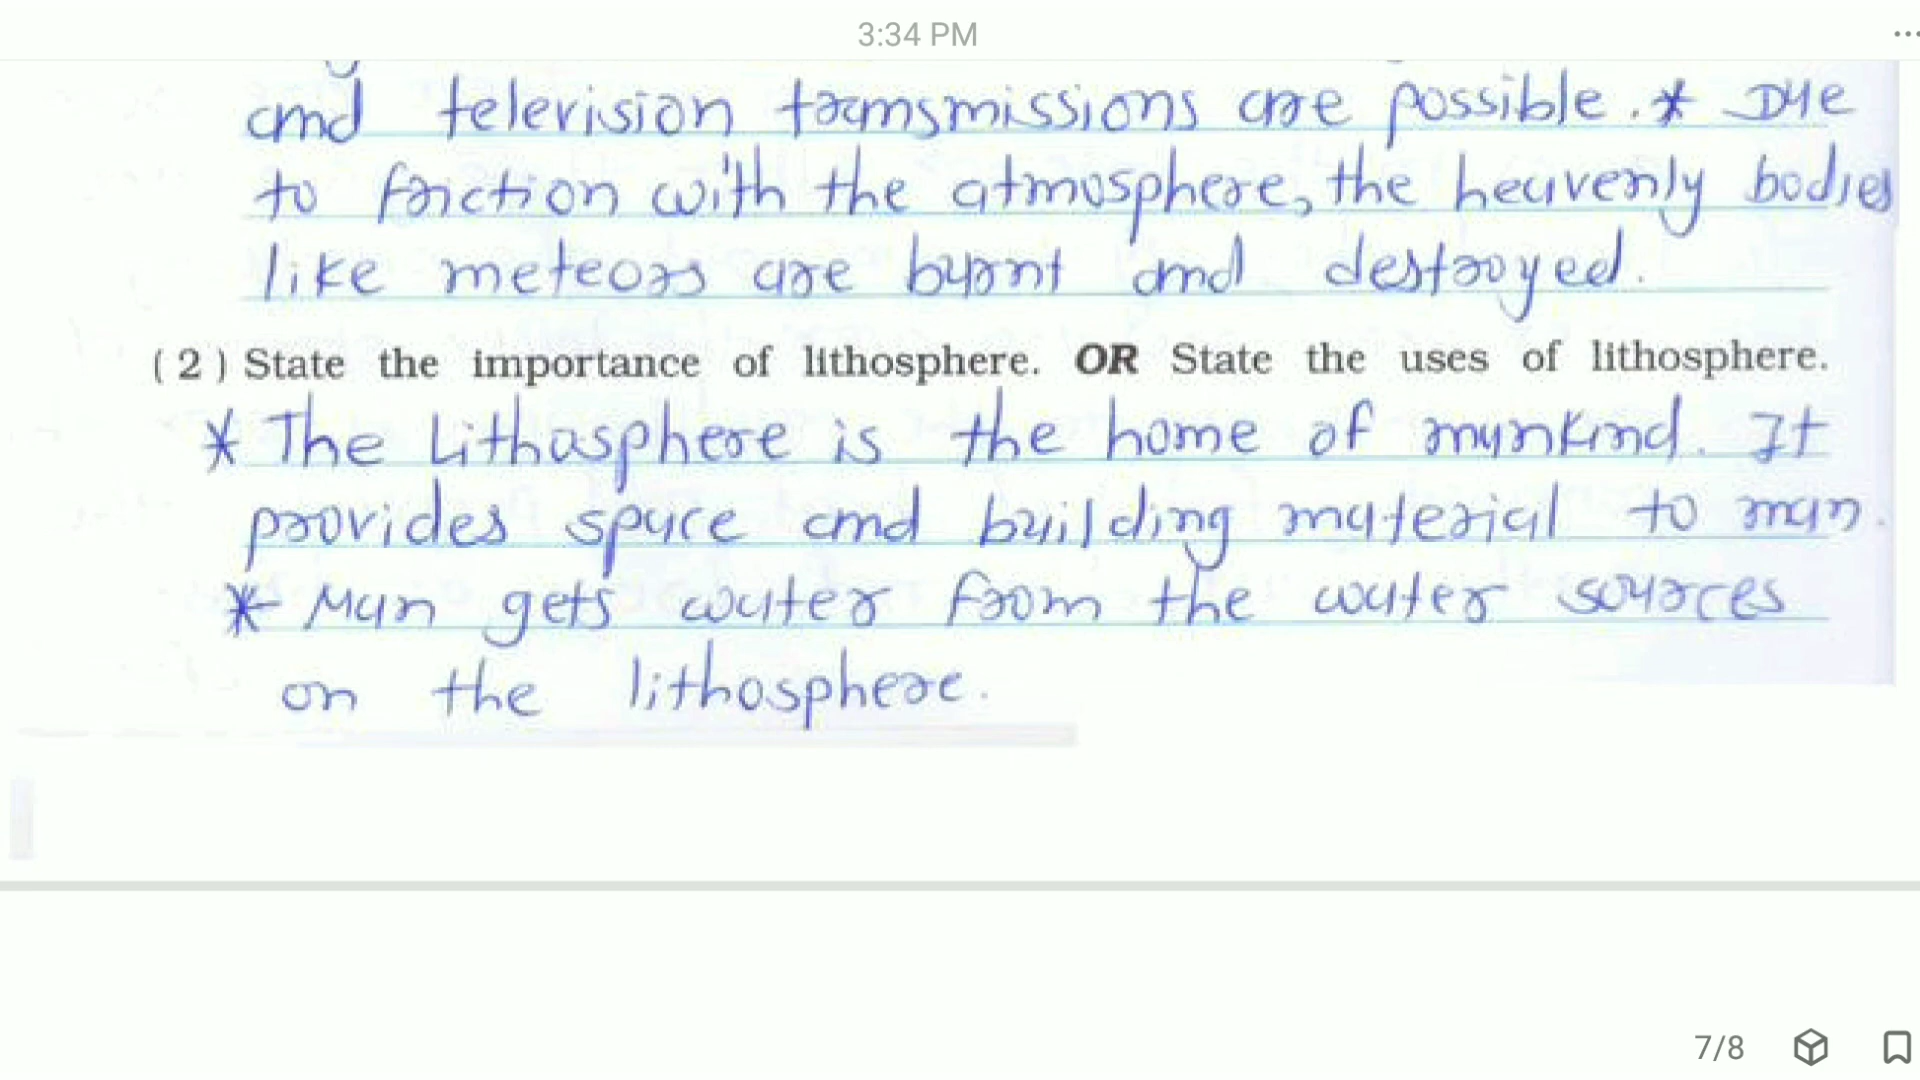 3:34 PM
and television transmissions are possible. * Due
to friction with the atmosphere, the heavenly bodies
like meteors are burnt and destroyed.
( 2 ) State the importance of lithosphere. OR State the uses of lithosphere.
* The Lithosphere is the home of mankind. It
provides space and building material to man.
* Man gets water from the water sources
on the lithosphere.
7/8